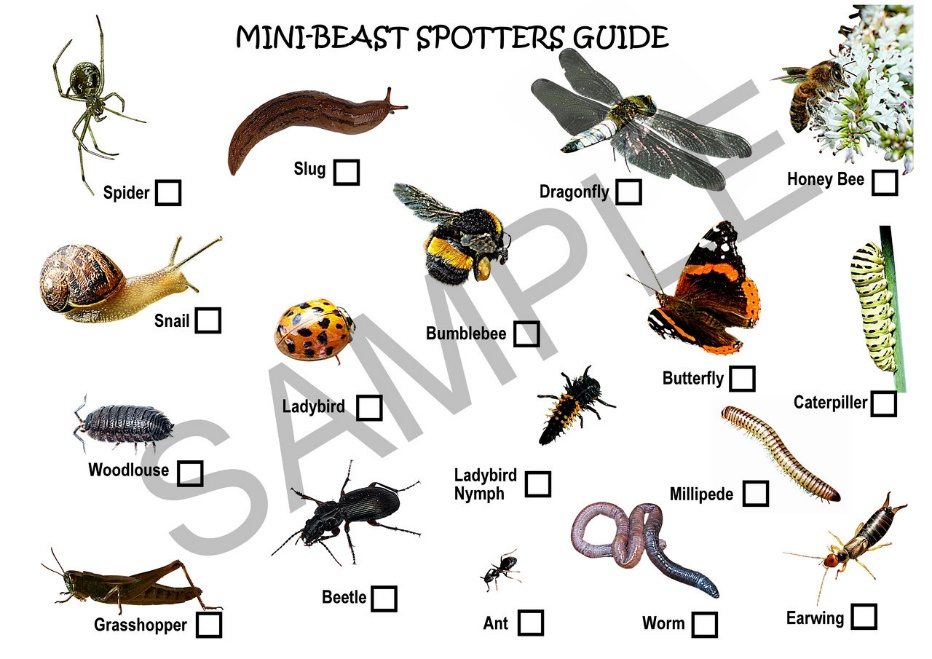 MINI-BEAST SPOTTERS GUIDE
Spider
Slug
Dragonfly
Honey Bee
Snail
Ladybird
Bumblebee
Butterfly
Caterpiller
Woodlouse
Ladybird
Nymph
Millipede
Grasshopper
Beetle
Ant
Worm
Earwing
SAMPLE